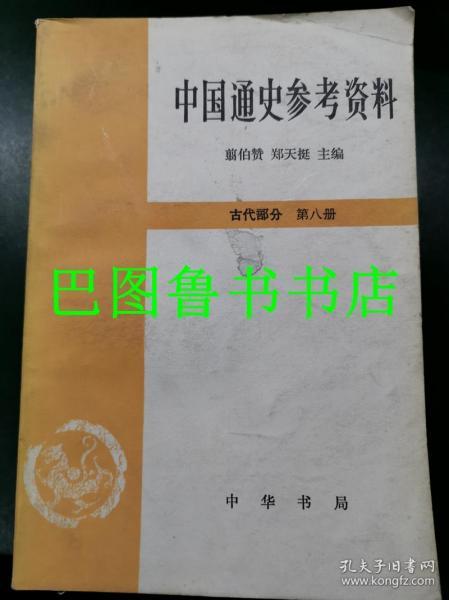 中国通史参考资料
翦伯赞 郑天挺 主编
古代部分 第八册
巴图鲁书书店
中华书局
孔夫子旧书网
www.kongfz.com